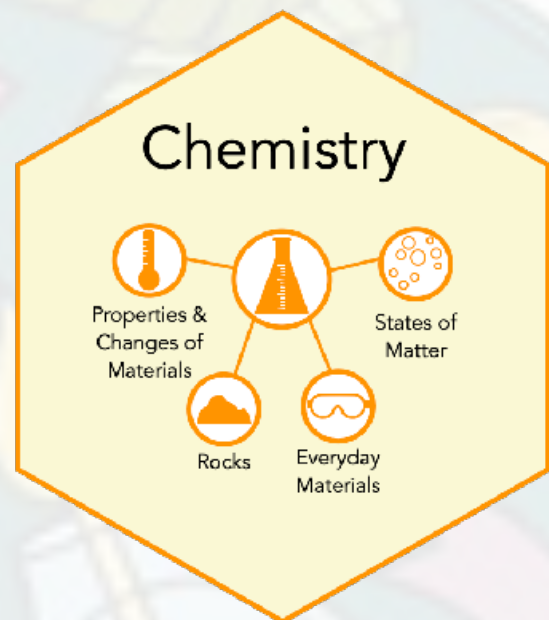 Chemistry
Properties &
Changes of
Materials
States of
Matter
Rocks
Everyday
Materials